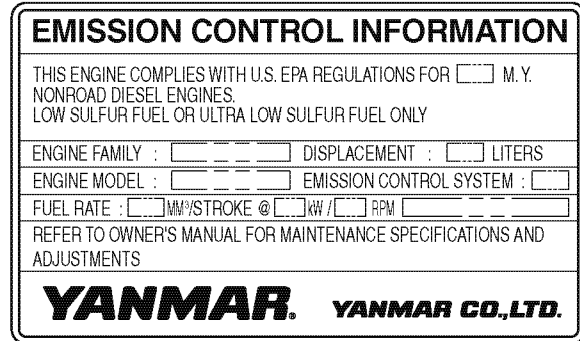 EMISSION CONTROL INFORMATION
THIS ENGINE COMPLIES WITH U.S. EPA REGULATIONS FOR M.Y.
NONROAD DIESEL ENGINES.
LOW SULFUR FUEL OR ULTRA LOW SULFUR FUEL ONLY
ENGINE FAMILY : DISPLACEMENT : LITERS
ENGINE MODEL : EMISSION CONTROL SYSTEM :
FUEL RATE : MM³/STROKE @ kW / RPM
REFER TO OWNER'S MANUAL FOR MAINTENANCE SPECIFICATIONS AND
ADJUSTMENTS
YANMAR. YANMAR CO.,LTD.